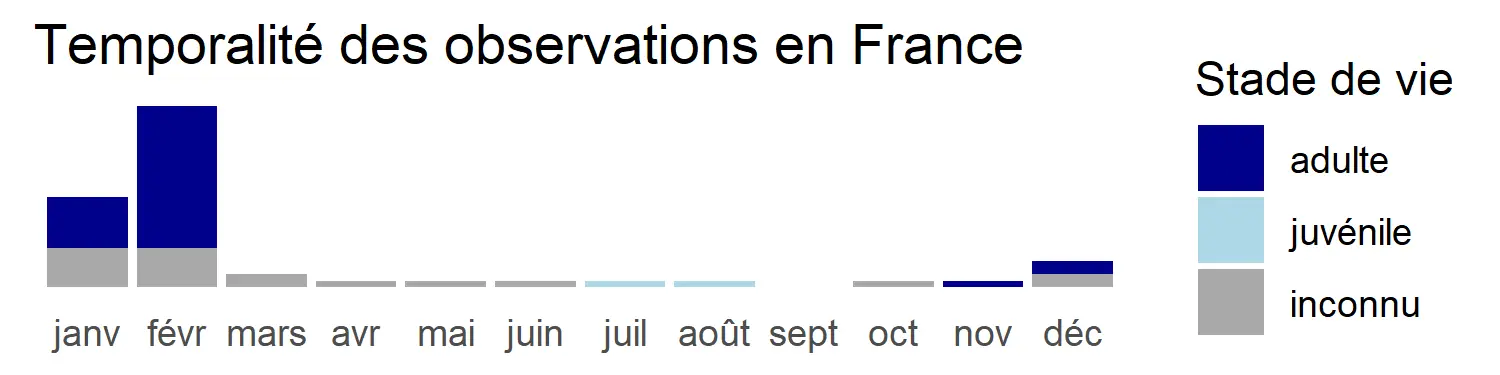 Temporalité des observations en France
Stade de vie
adulte
juvénile
inconnu
janv févr mars avr mai juin juil août sept oct nov déc